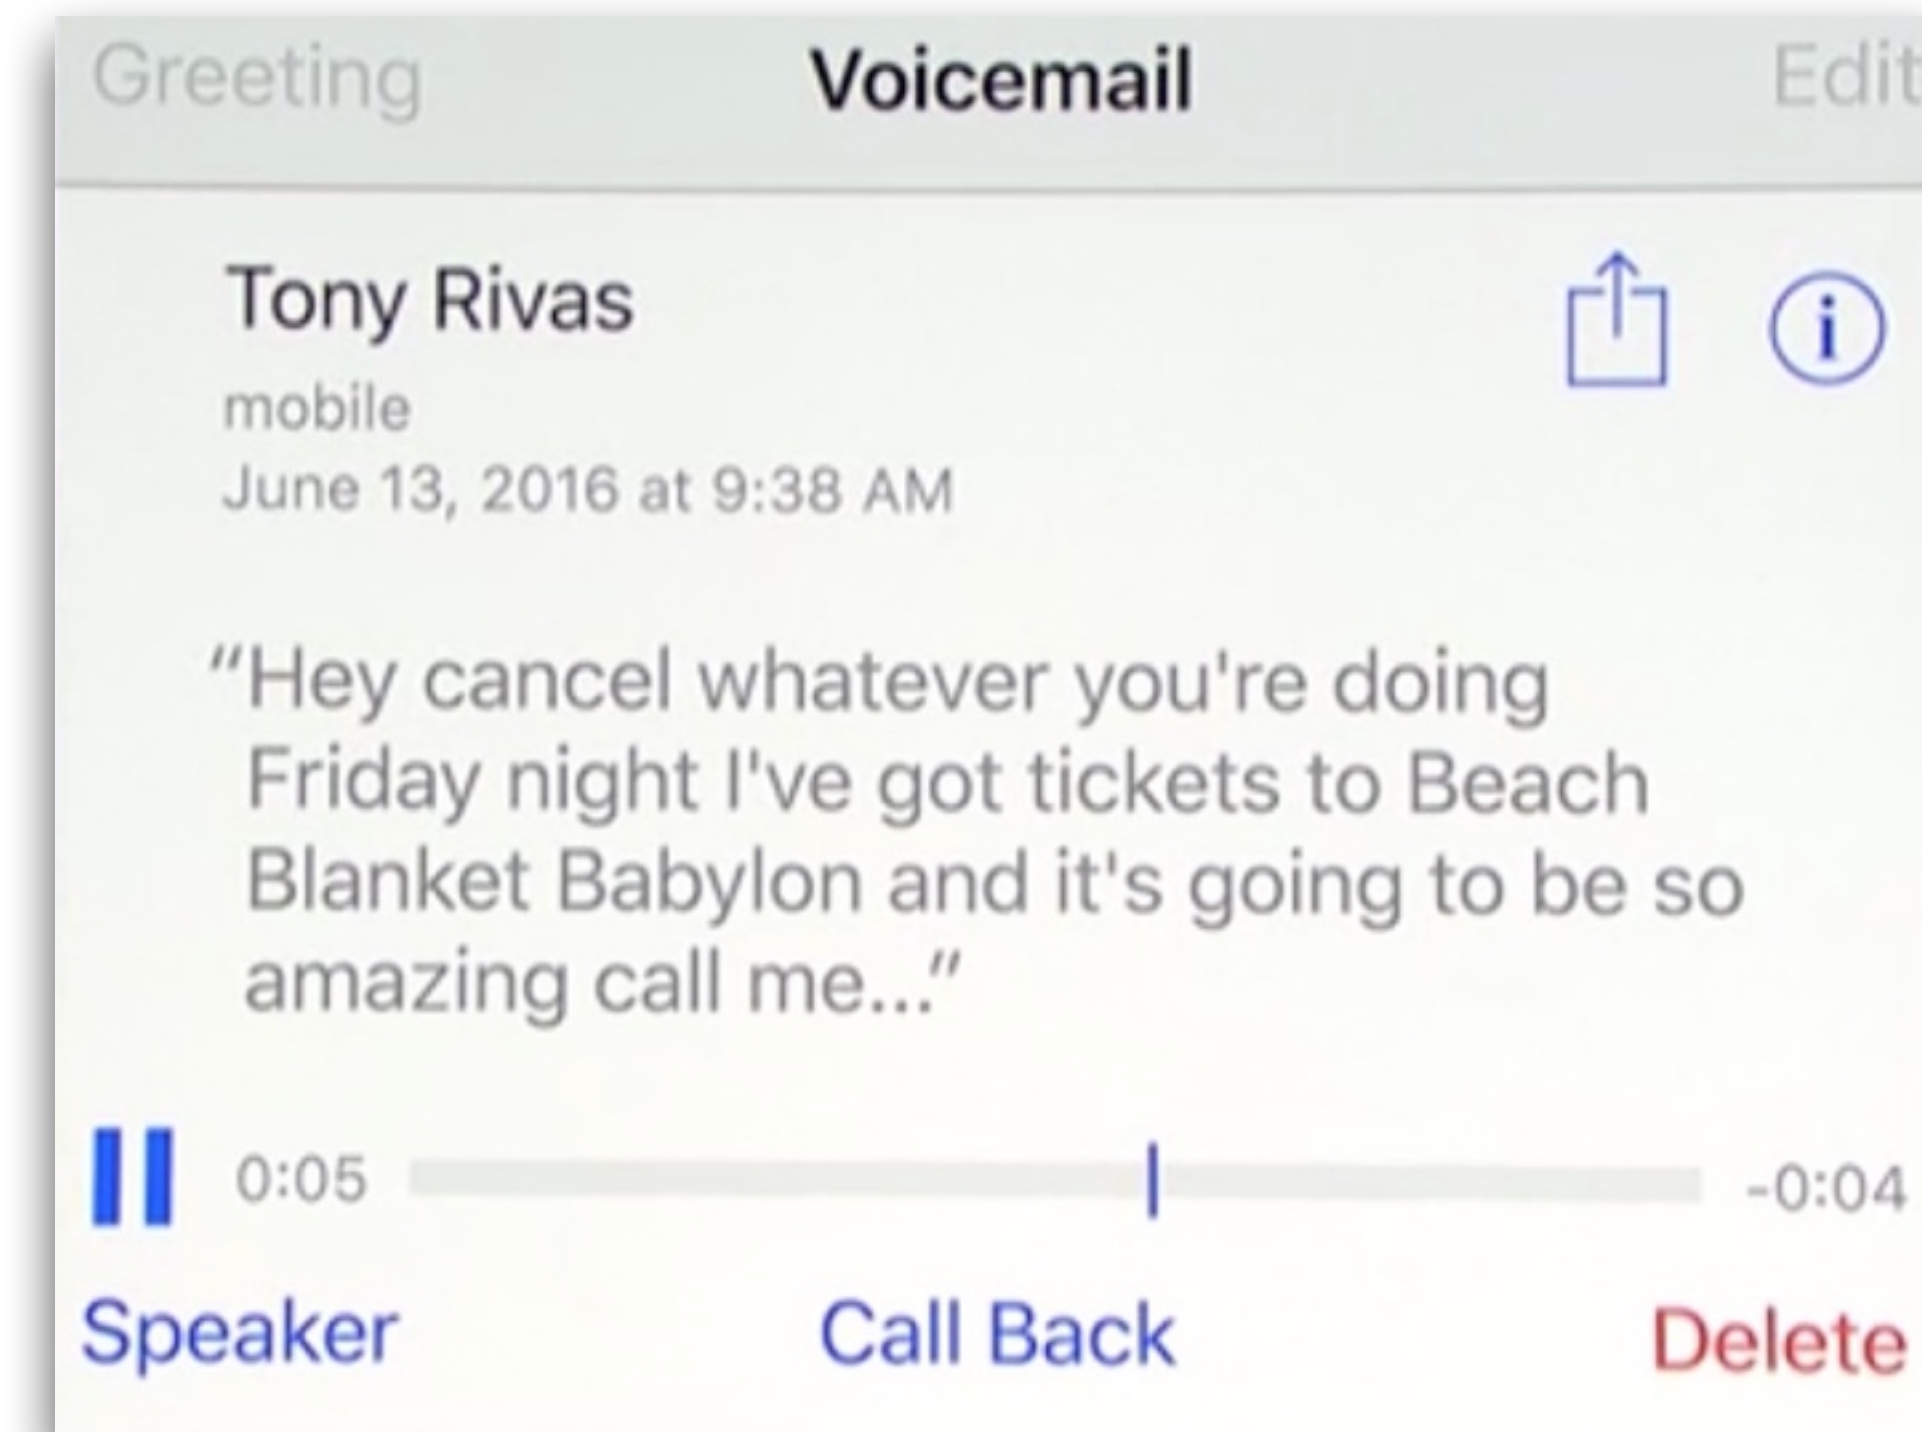 Greeting Voicemail Edit
Tony Rivas
mobile
June 13, 2016 at 9:38 AM
“Hey cancel whatever you're doing
Friday night I've got tickets to Beach
Blanket Babylon and it's going to be so
amazing call me...”
0:05 -0:04
Speaker Call Back Delete